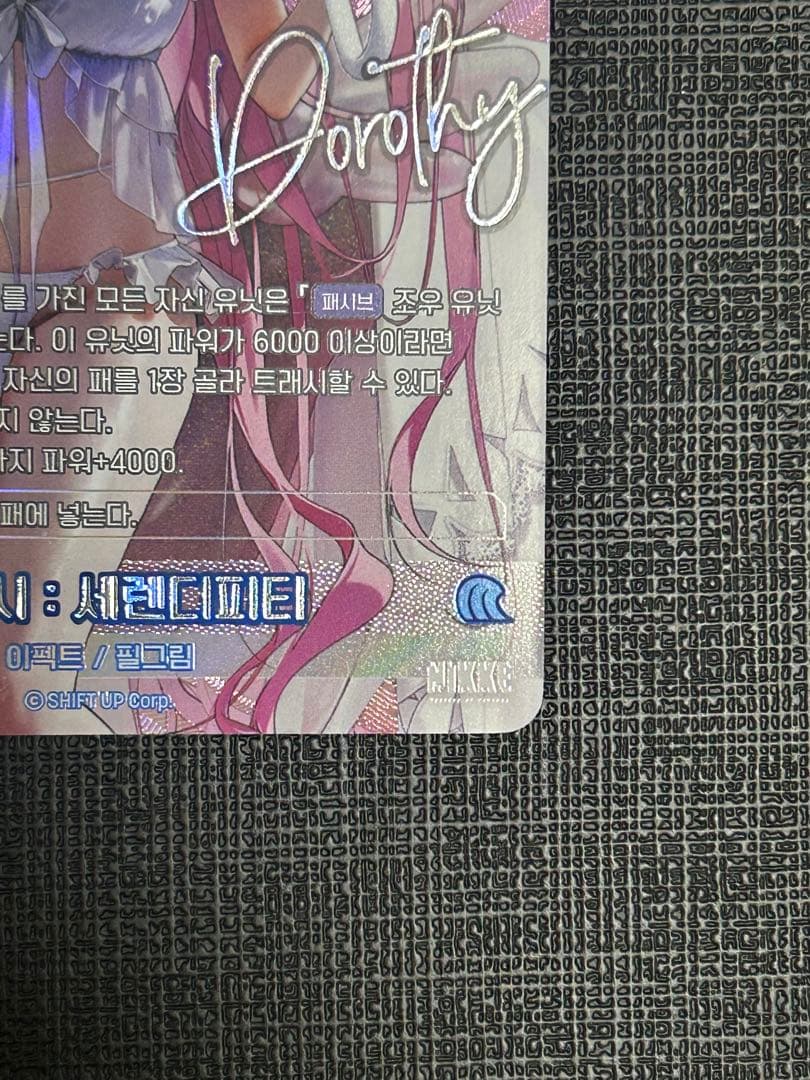 Dorothy
를 가진 모든 자신 유닛은 「패시브 조우 유닛
는다. 이 유닛의 파워가 6000 이상이라면
자신의 패를 1장 골라 트래시할 수 있다.
지 않는다.
까지 파워+4000.
패에 넣는다.
시 : 세렌디피티
이펙트 / 필그림
© SHIFT UP Corp.
NIKKE